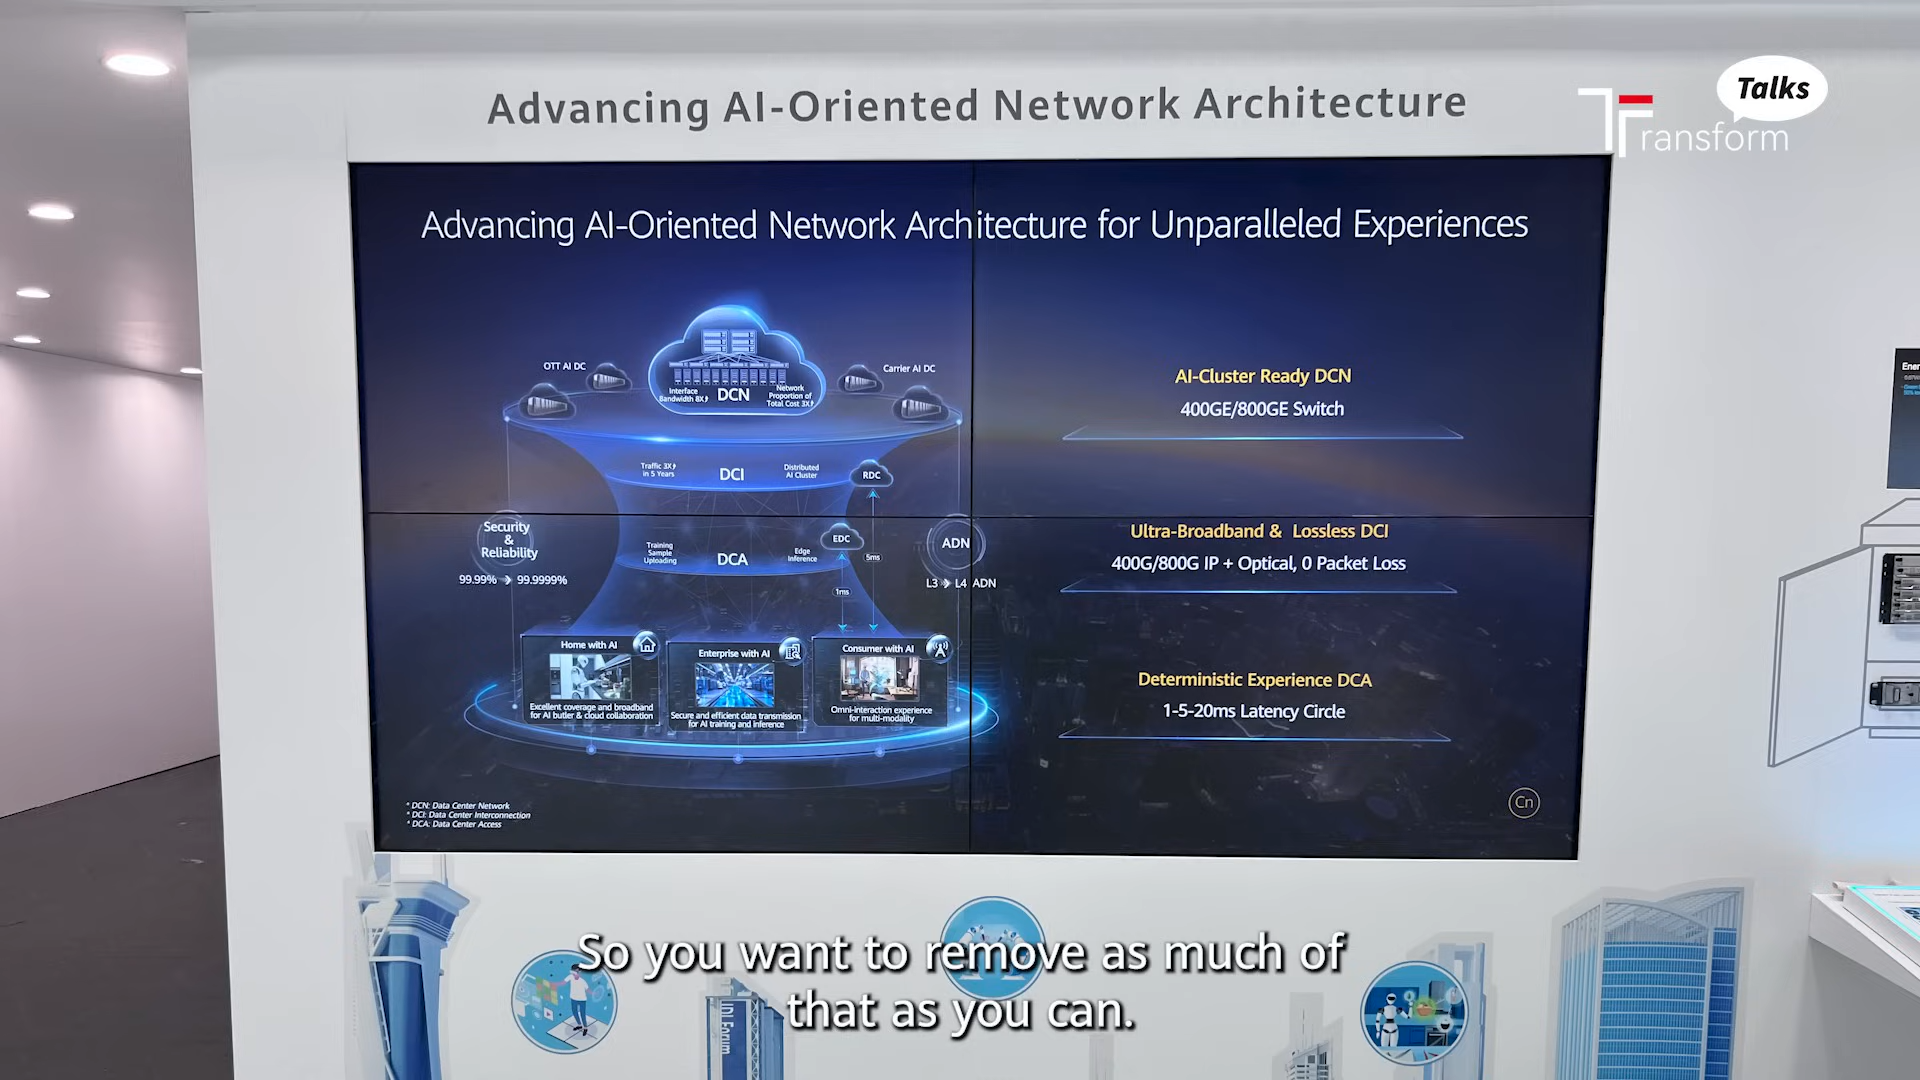 Advancing AI-Oriented Network Architecture
Talks
Transform
Advancing AI-Oriented Network Architecture for Unparalleled Experiences
OTT AI DC
Carrier AI DC
Interface
Bandwidth 8X
DCN
Network
Proportion of
Total Cost 3X
AI-Cluster Ready DCN
400GE/800GE Switch
Traffic 3X
in 5 Years
DCI
Distributed
AI Cluster
RDC
Security
&
Reliability
99.99% → 99.9999%
Training
Sample
Uploading
DCA
Edge
Inference
EDC
5ms
1ms
ADN
L3 → L4 ADN
Ultra-Broadband & Lossless DCI
400G/800G IP + Optical, 0 Packet Loss
Home with AI
Excellent coverage and broadband
for AI butler & cloud collaboration
Enterprise with AI
Secure and efficient data transmission
for AI training and inference
Consumer with AI
Omni-interaction experience
for multi-modality
Deterministic Experience DCA
1-5-20ms Latency Circle
* DCN: Data Center Network
* DCI: Data Center Interconnection
* DCA: Data Center Access
Cn
So you want to remove as much of
that as you can.
Forum